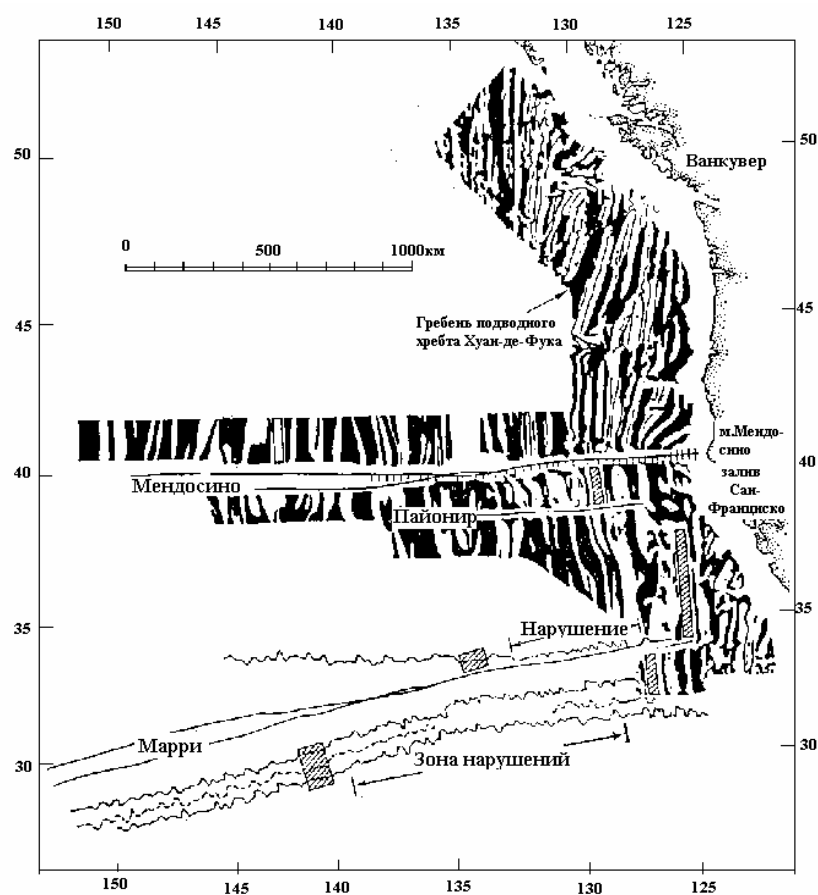 150 145 140 135 130 125
50 50
Ванкувер
0 500 1000км
45 45
Гребень подводного
хребта Хуан-де-Фука
м.Мендо-
сино
40 40
залив
Сан-
Франциско
Мендосино
Пайонир
35 35
Нарушение
Марри
30 30
Зона нарушений
150 145 140 135 130 125